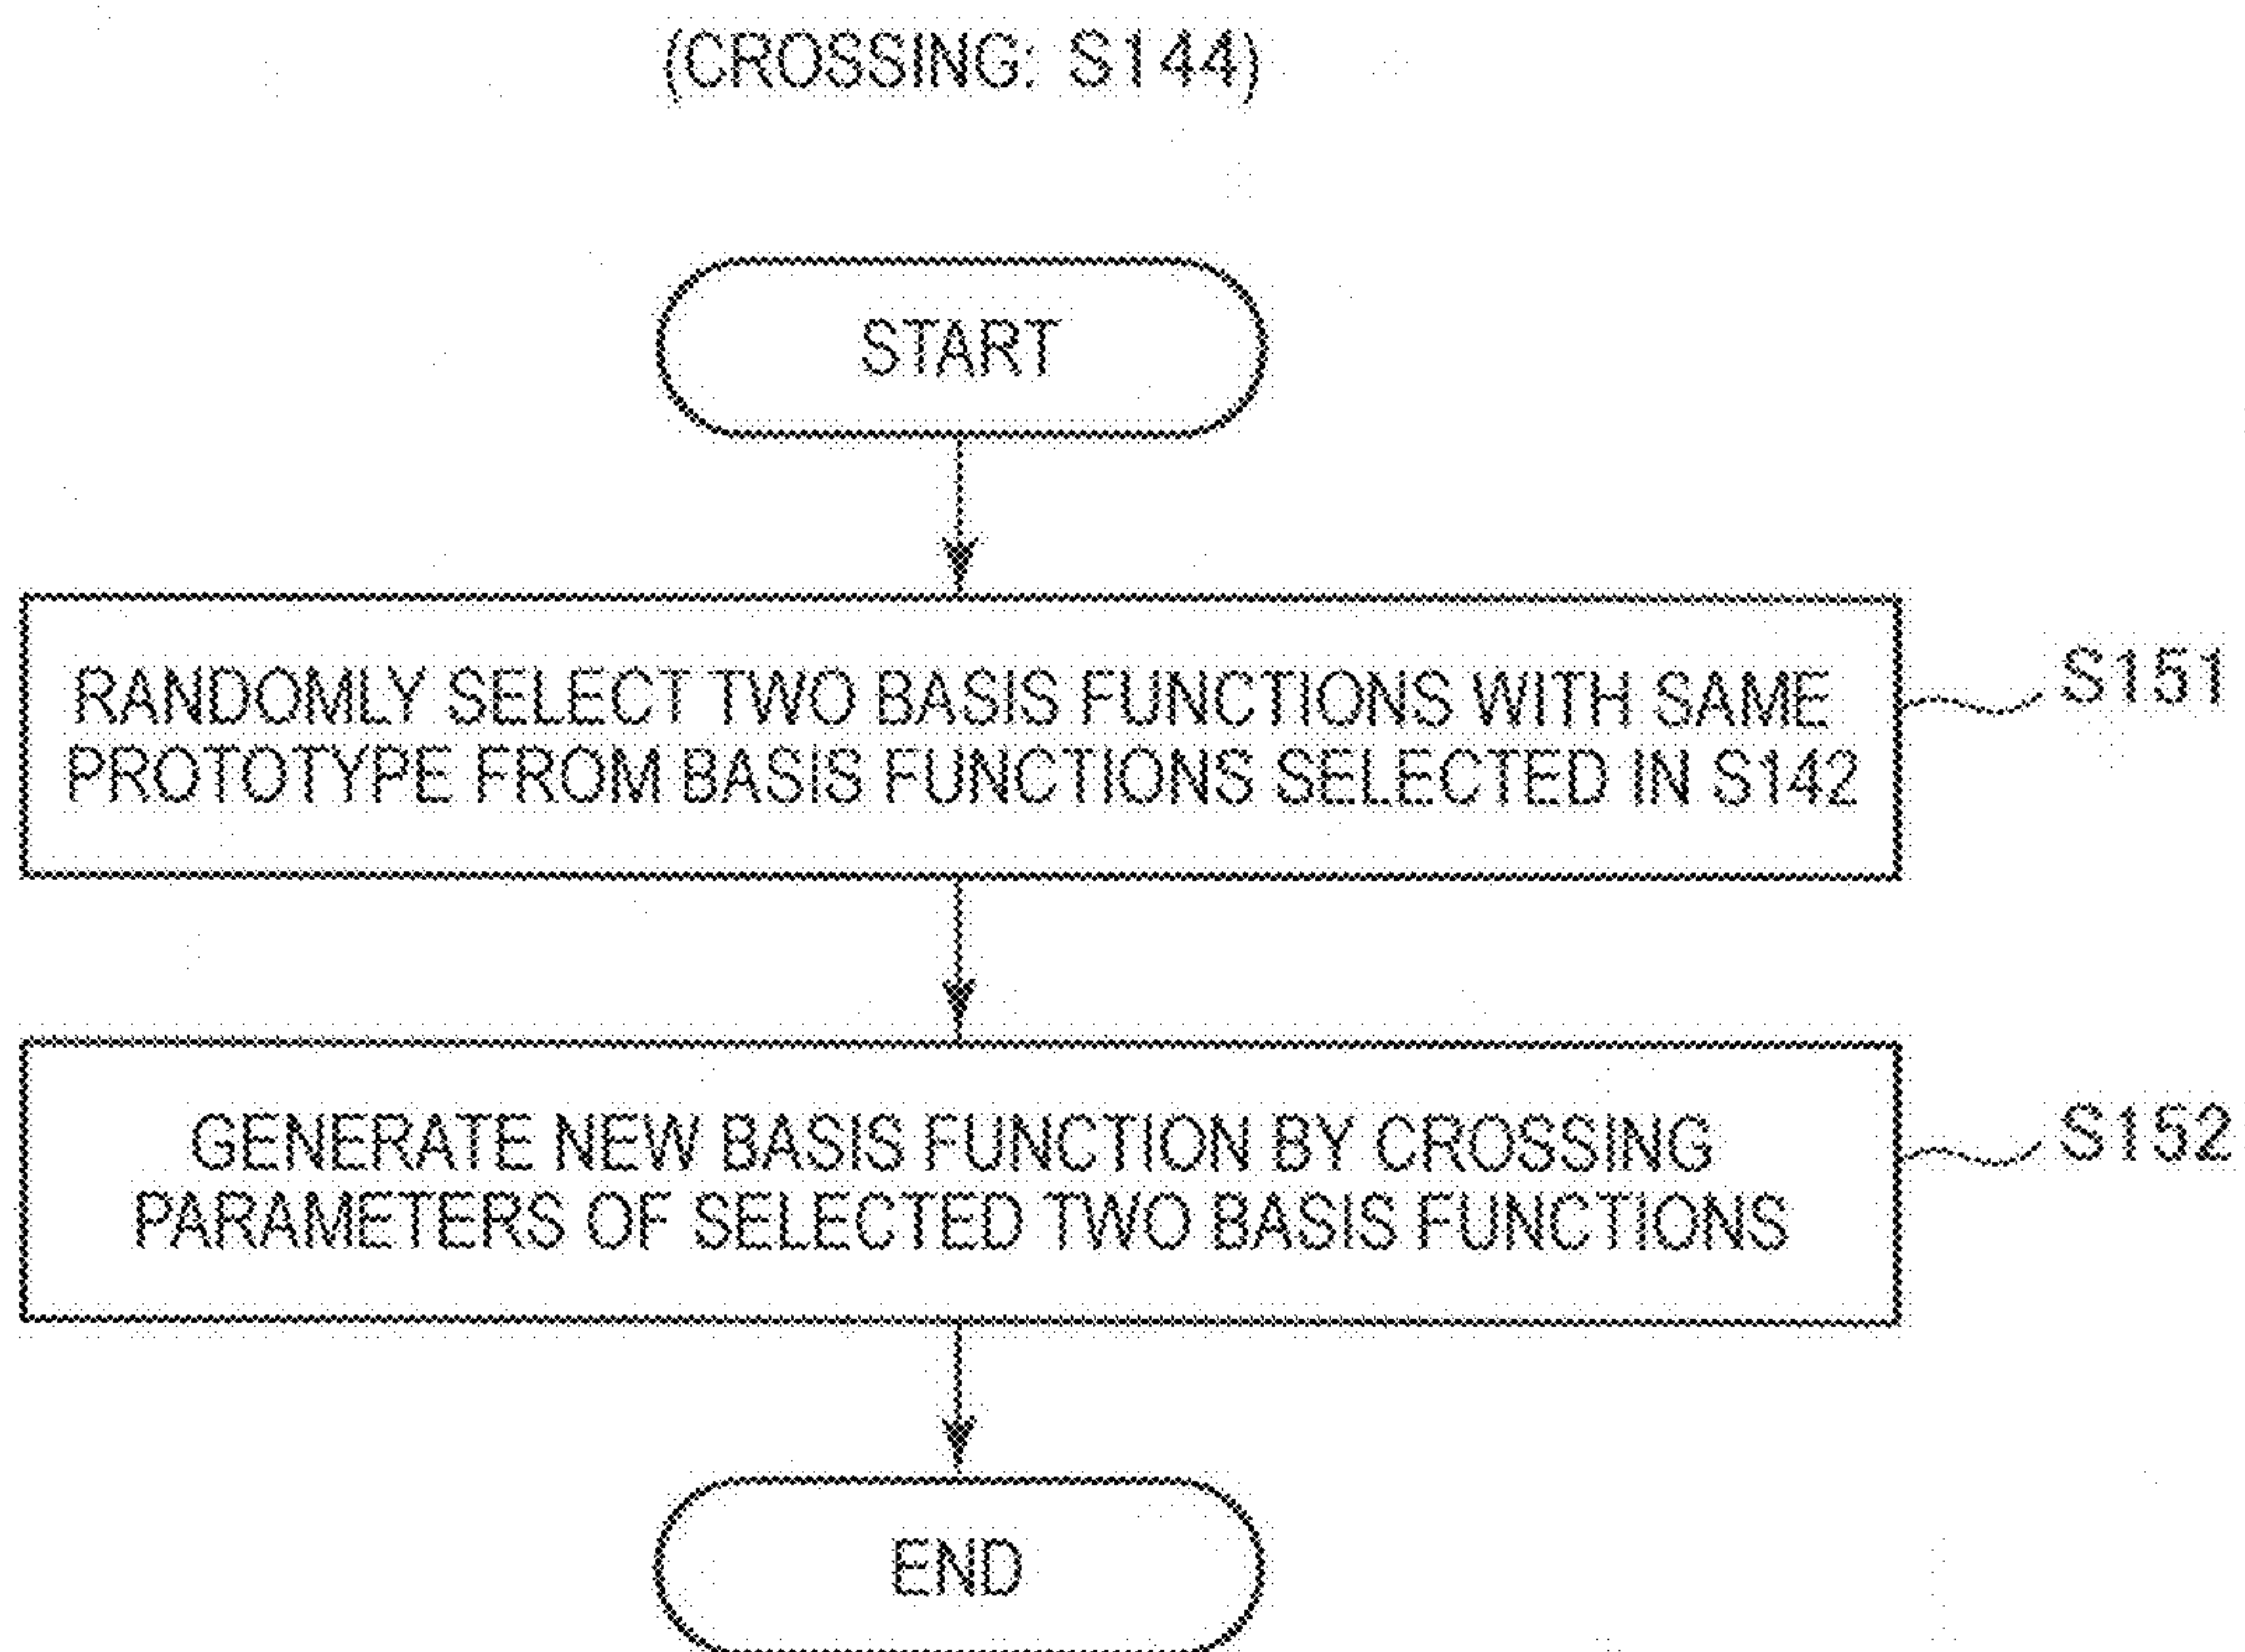 (CROSSING: S144)
START
RANDOMLY SELECT TWO BASIS FUNCTIONS WITH SAME
PROTOTYPE FROM BASIS FUNCTIONS SELECTED IN S142
S151
GENERATE NEW BASIS FUNCTION BY CROSSING
PARAMETERS OF SELECTED TWO BASIS FUNCTIONS
S152
END